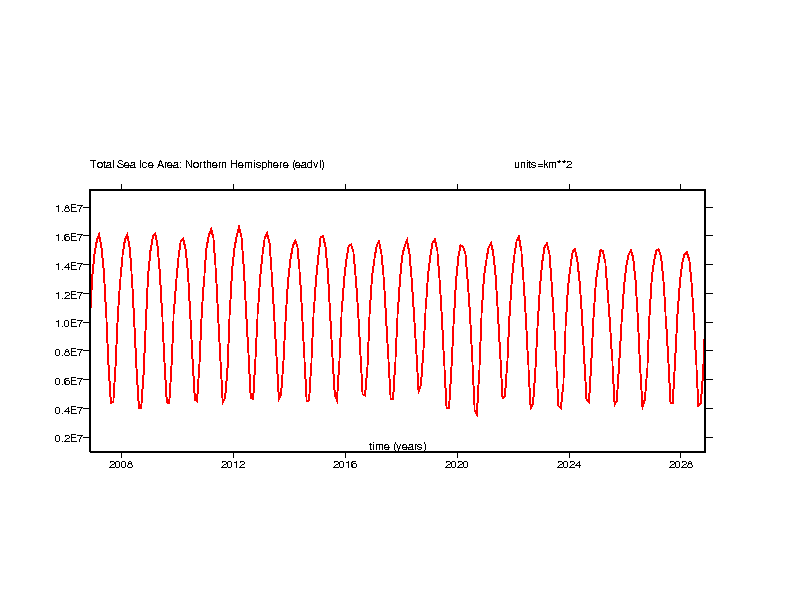 Total Sea Ice Area: Northern Hemisphere (eadvl) units=km**2
1.8E7
1.6E7
1.4E7
1.2E7
1.0E7
0.8E7
0.6E7
0.4E7
0.2E7
time (years)
2008 2012 2016 2020 2024 2028